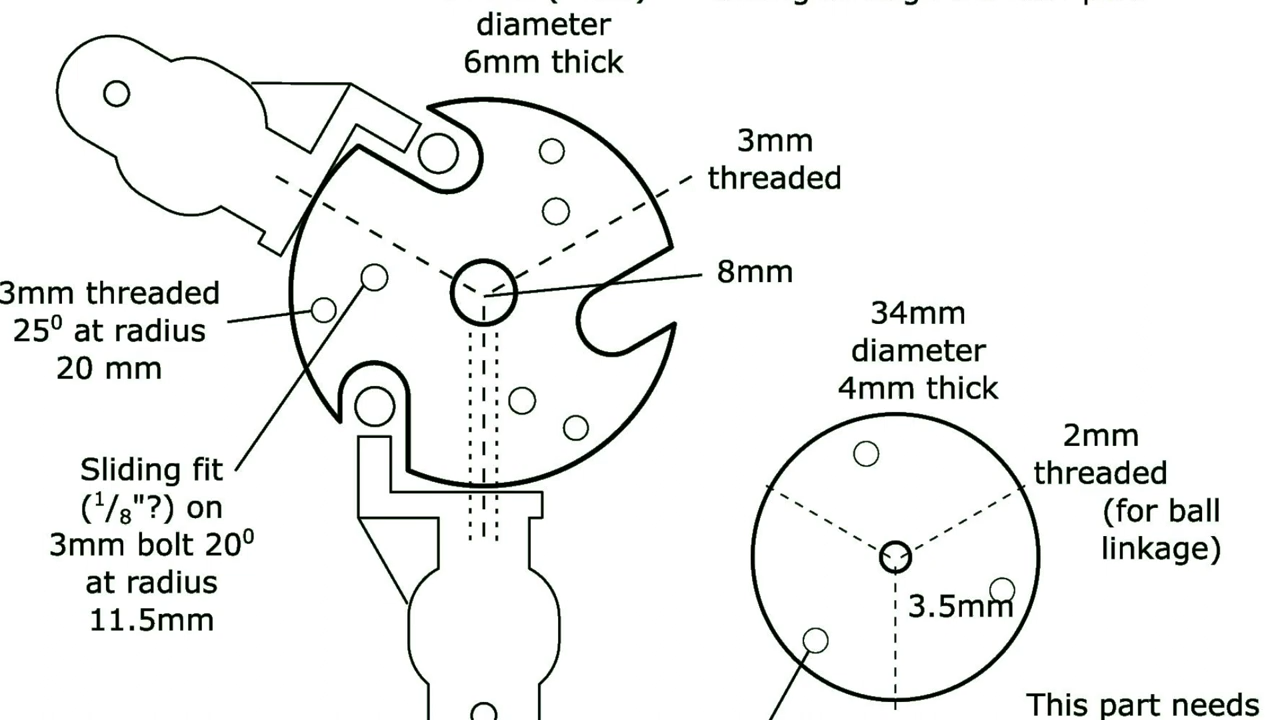 diameter
6mm thick
3mm
threaded
8mm
3mm threaded
25⁰ at radius
20 mm
Sliding fit
(¹/₈"?) on
3mm bolt 20⁰
at radius
11.5mm
34mm
diameter
4mm thick
2mm
threaded
(for ball
linkage)
3.5mm
This part needs